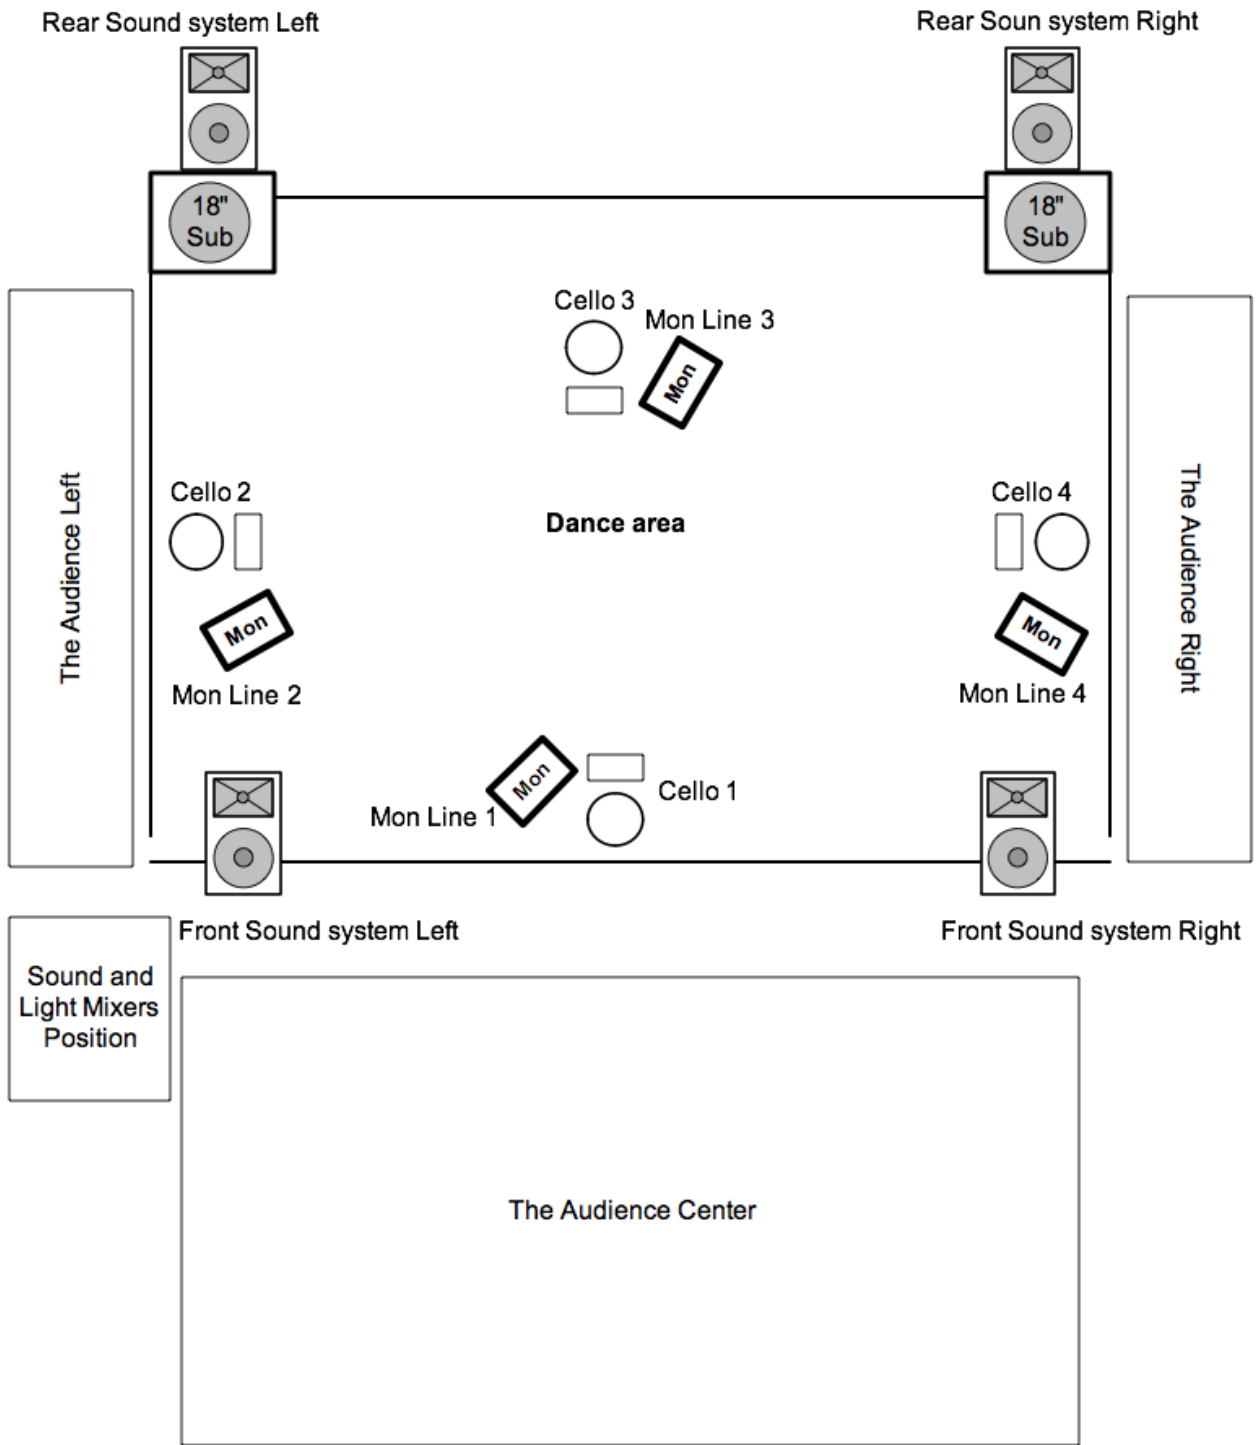 Rear Sound system Left
Rear Soun system Right
18"
Sub
18"
Sub
Cello 3
Mon Line 3
Mon
The Audience Left
The Audience Right
Cello 2
Cello 4
Dance area
Mon
Mon
Mon Line 2
Mon Line 4
Mon
Cello 1
Mon Line 1
Front Sound system Left
Front Sound system Right
Sound and
Light Mixers
Position
The Audience Center